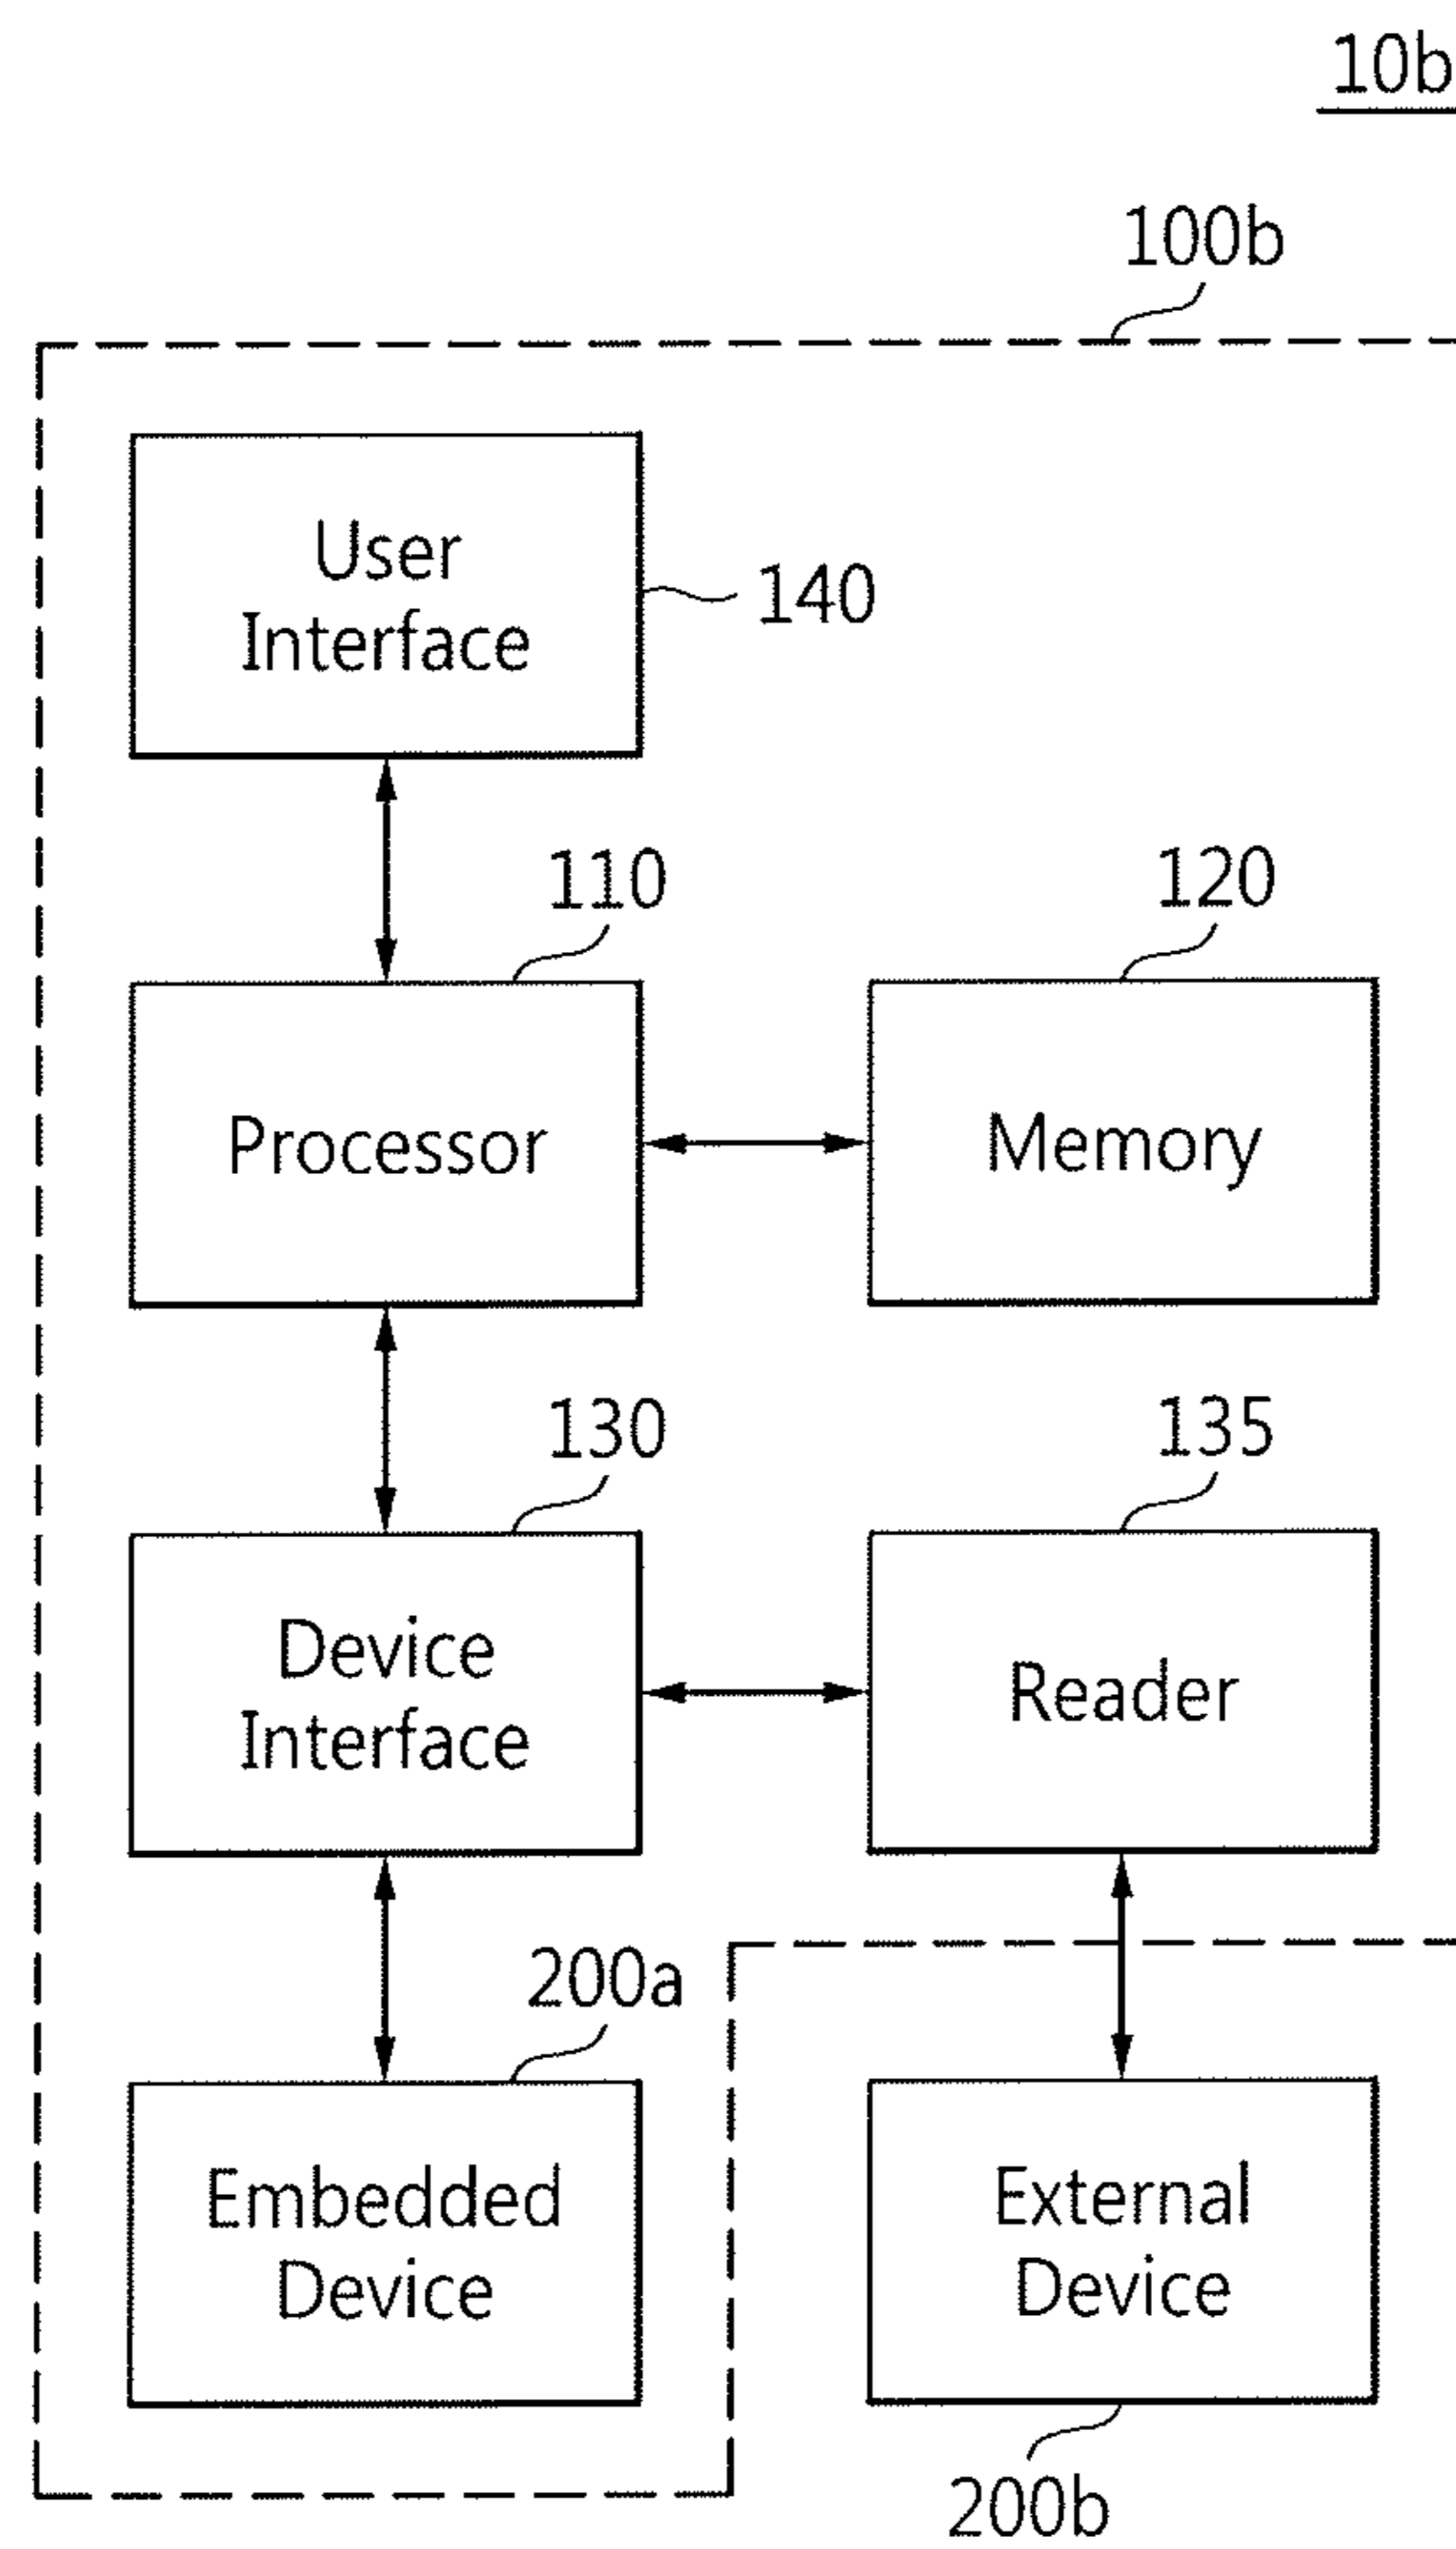 10b
100b
User
Interface
140
110
120
Processor
Memory
130
135
Device
Interface
Reader
200a
Embedded
Device
External
Device
200b